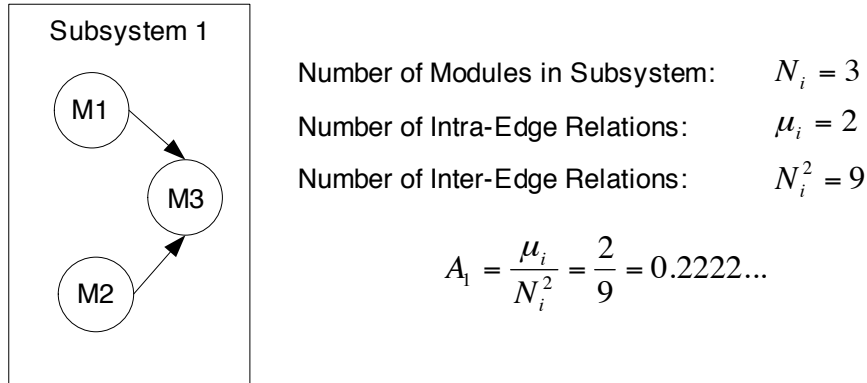 Subsystem 1
M1
M3
M2
Number of Modules in Subsystem: N_i = 3
Number of Intra-Edge Relations: μ_i = 2
Number of Inter-Edge Relations: N_i^2 = 9
A_1 = μ_i / N_i^2 = 2/9 = 0.2222...